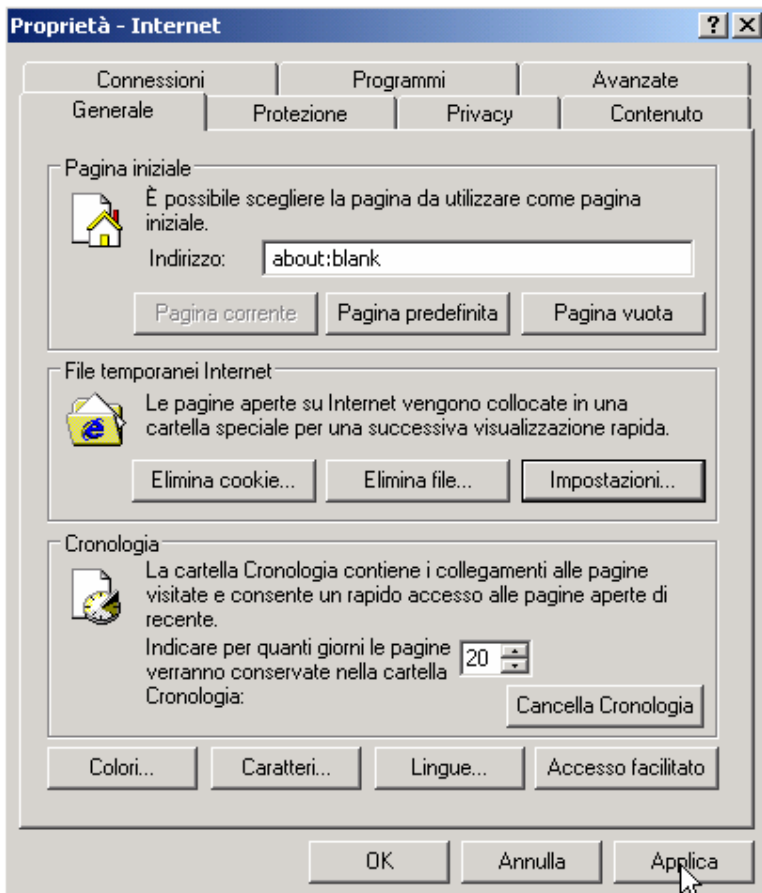 Proprietà - Internet
Connessioni Programmi Avanzate
Generale Protezione Privacy Contenuto
Pagina iniziale
È possibile scegliere la pagina da utilizzare come pagina
iniziale.
Indirizzo: about:blank
Pagina corrente Pagina predefinita Pagina vuota
File temporanei Internet
Le pagine aperte su Internet vengono collocate in una
cartella speciale per una successiva visualizzazione rapida.
Elimina cookie... Elimina file... Impostazioni...
Cronologia
La cartella Cronologia contiene i collegamenti alle pagine
visitate e consente un rapido accesso alle pagine aperte di
recente.
Indicare per quanti giorni le pagine
verranno conservate nella cartella
Cronologia:
20
Cancella Cronologia
Colori... Caratteri... Lingue... Accesso facilitato
OK Annulla Applica